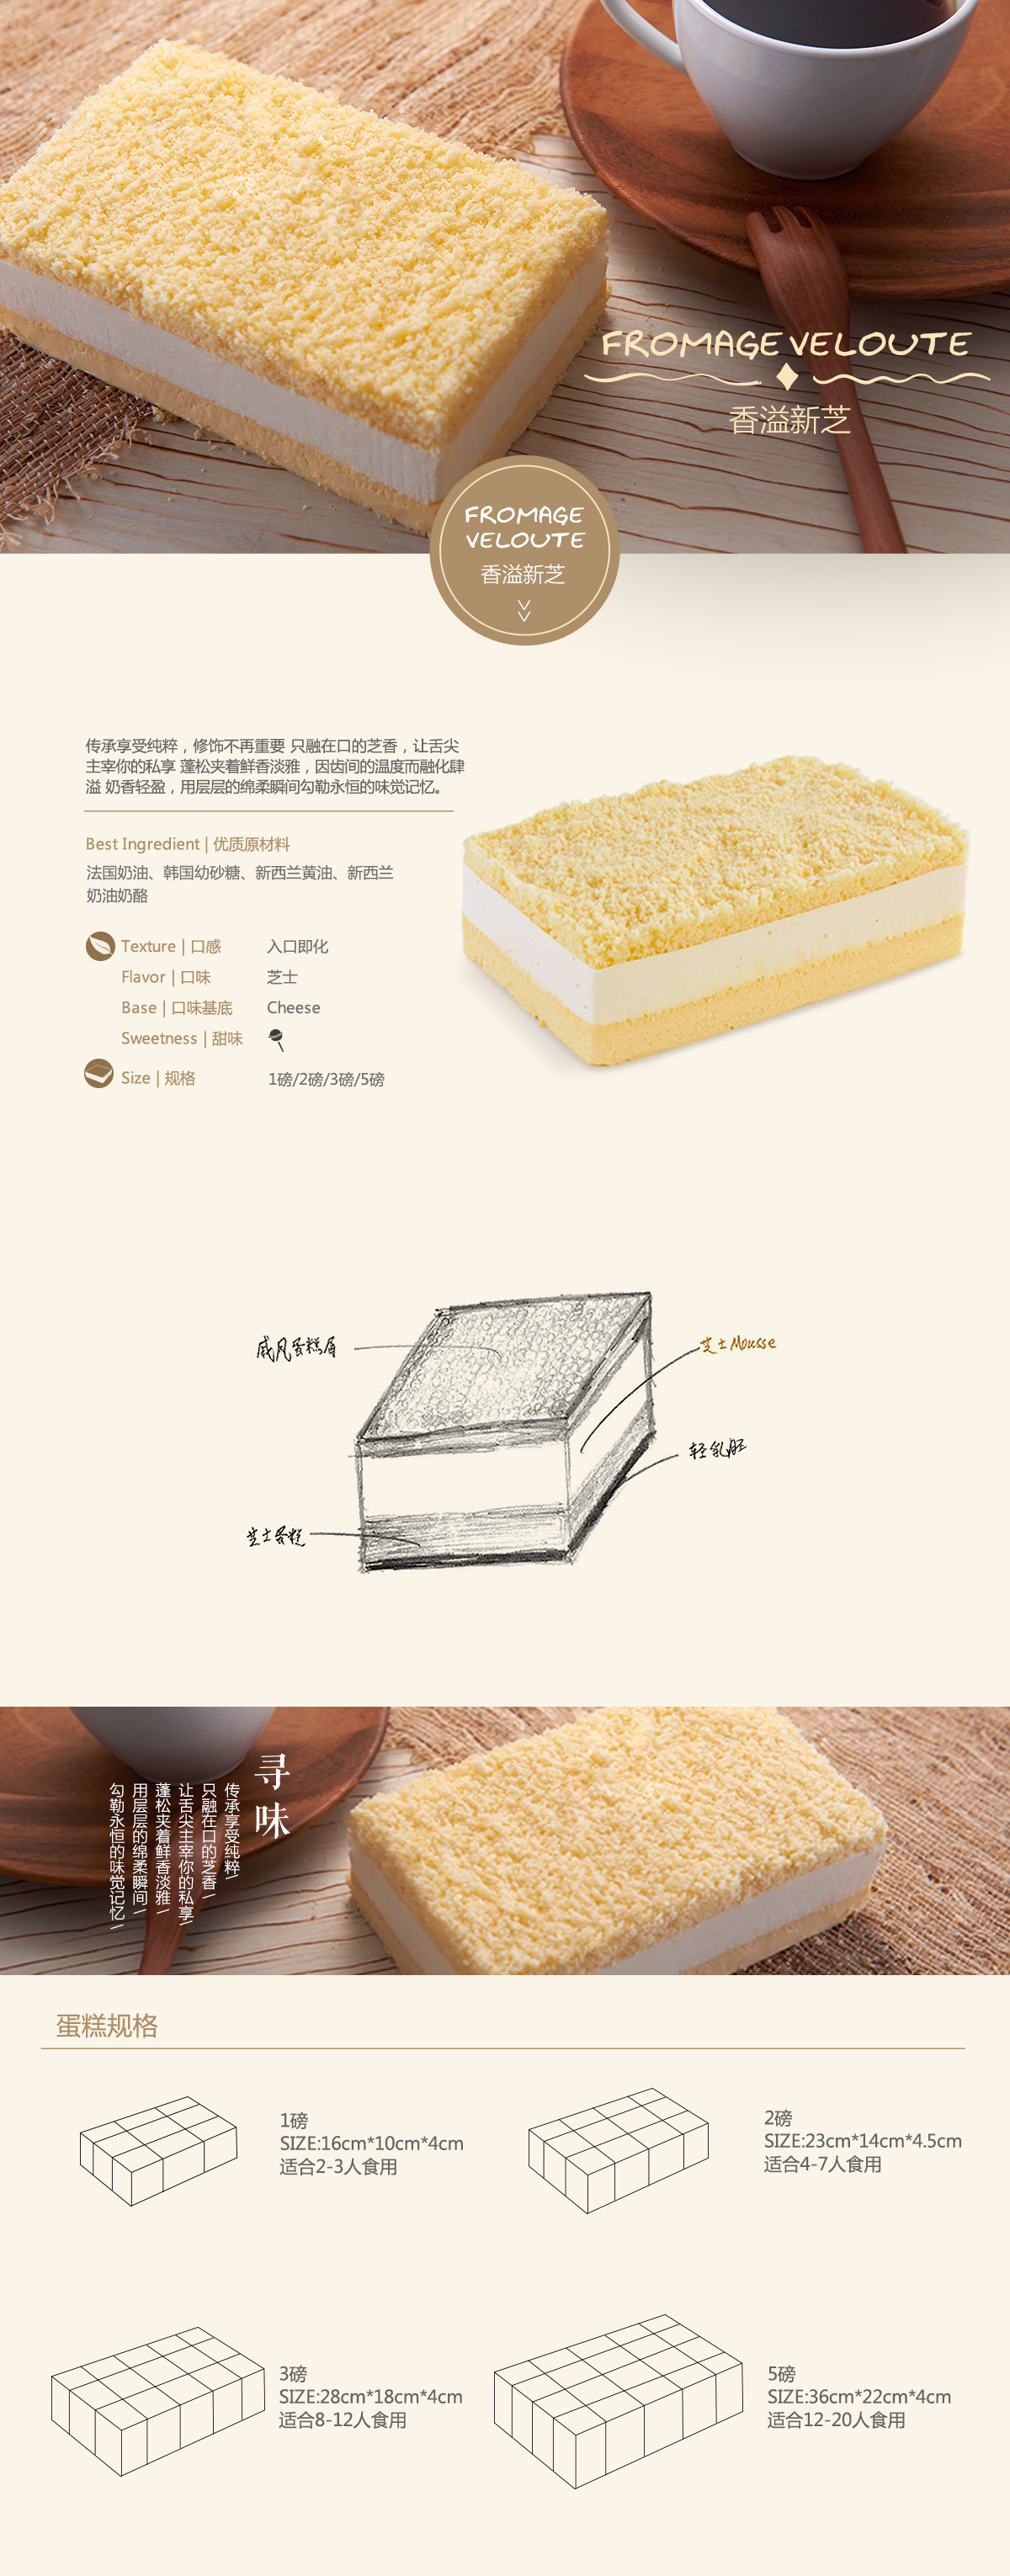 FROMAGE VELOUTE
香溢新芝
FROMAGE
VELOUTE
香溢新芝
传承享受纯粹，修饰不再重要 只融在口的芝香，让舌尖
主宰你的私享 蓬松夹着鲜香淡雅，因齿间的温度而融化肆
溢 奶香轻盈，用层层的绵柔瞬间勾勒永恒的味觉记忆。
Best Ingredient | 优质原材料
法国奶油、韩国幼砂糖、新西兰黄油、新西兰
奶油奶酪
Texture | 口感 入口即化
Flavor | 口味 芝士
Base | 口味基底 Cheese
Sweetness | 甜味
Size | 规格 1磅/2磅/3磅/5磅
戚风蛋糕屑
芝士Mousse
轻乳胚
芝士蛋糕
寻味
传承享受纯粹/
只融在口的芝香/
让舌尖主宰你的私享/
蓬松夹着鲜香淡雅/
用层层的绵柔瞬间/
勾勒永恒的味觉记忆/
蛋糕规格
1磅
SIZE:16cm*10cm*4cm
适合2-3人食用
2磅
SIZE:23cm*14cm*4.5cm
适合4-7人食用
3磅
SIZE:28cm*18cm*4cm
适合8-12人食用
5磅
SIZE:36cm*22cm*4cm
适合12-20人食用